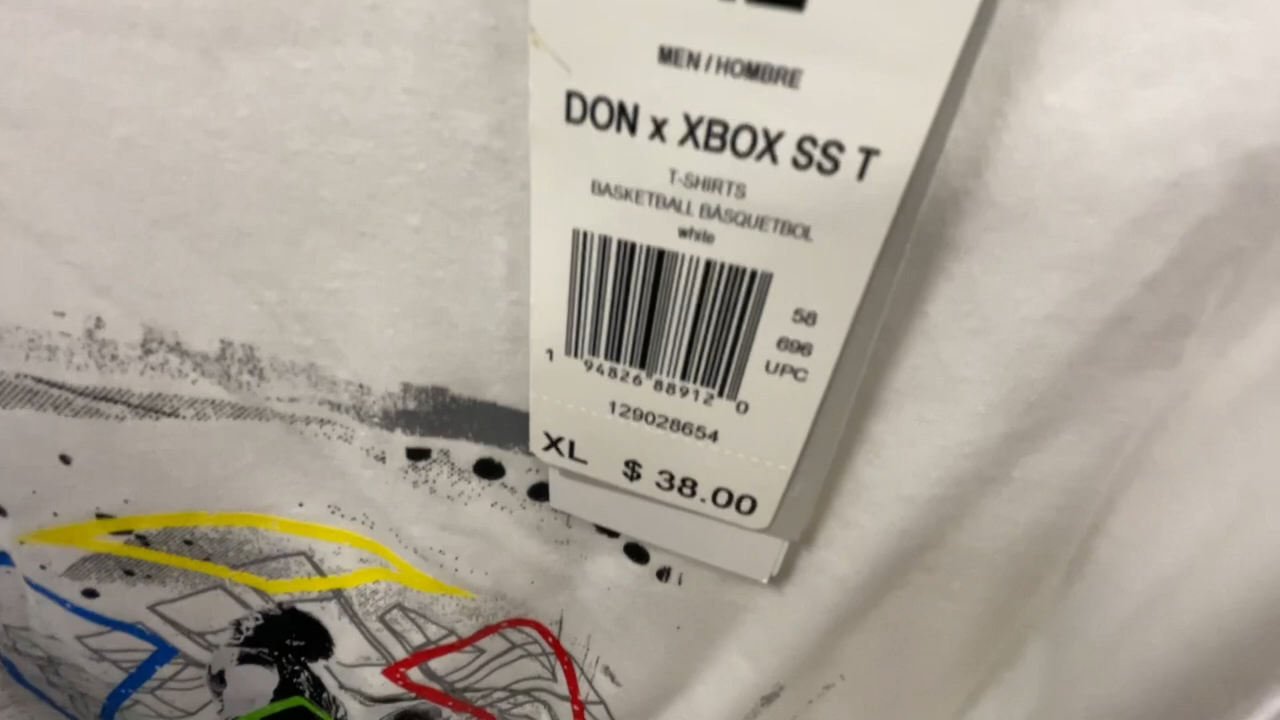 MEN / HOMBRE
DON x XBOX SS T
T-SHIRTS
BASKETBALL BÁSQUETBOL
white
58
696
UPC
1 94826 88912 0
129028654
XL $ 38.00